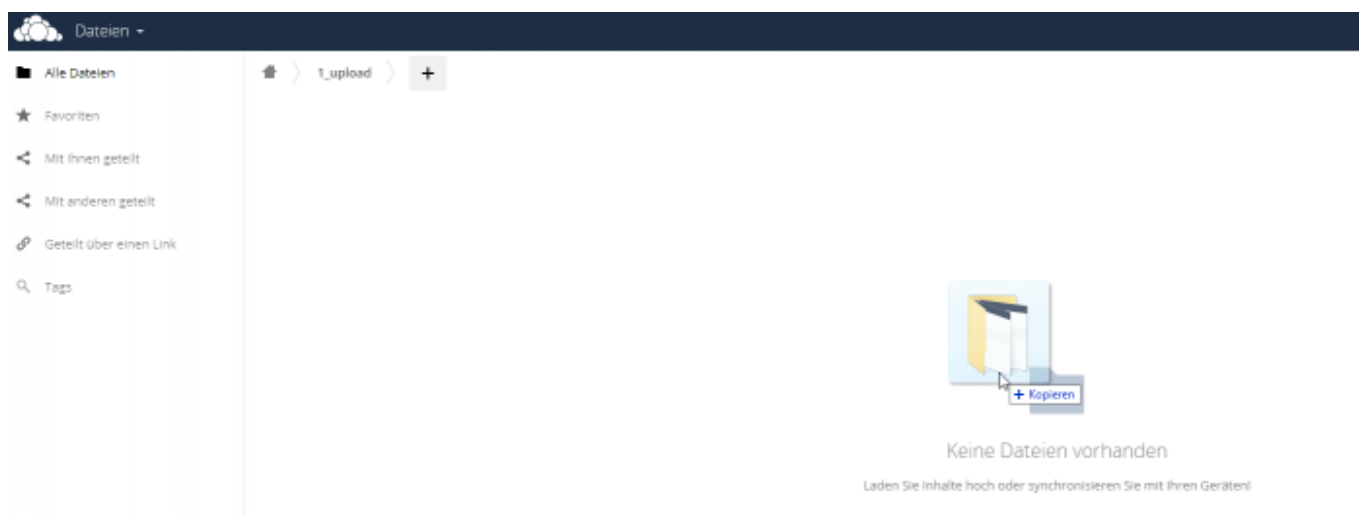 Dateien
Alle Dateien
1_upload
+
Favoriten
Mit Ihnen geteilt
Mit anderen geteilt
Geteilt über einen Link
Tags
+ Kopieren
Keine Dateien vorhanden
Laden Sie Inhalte hoch oder synchronisieren Sie mit Ihren Geräten!